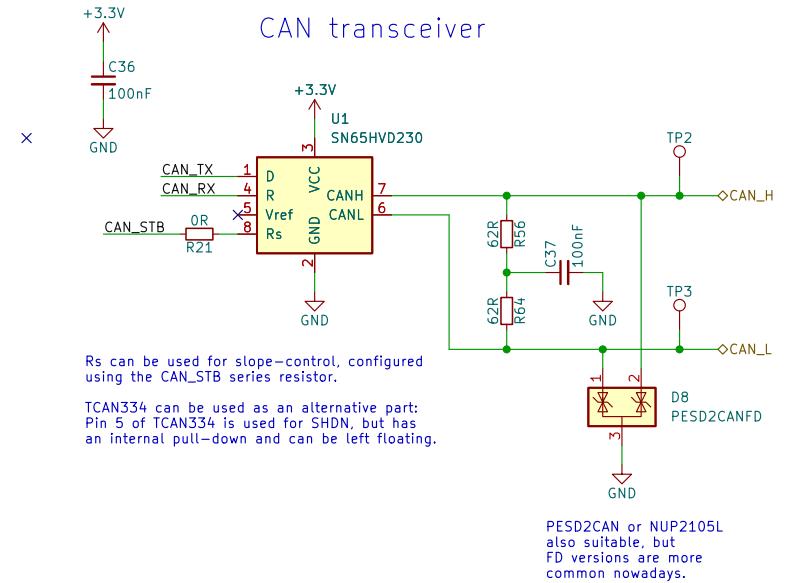 +3.3V
CAN transceiver
C36
100nF
GND
+3.3V
U1
SN65HVD230
3
VCC
CAN_TX
1
D
CAN_RX
4
R
5
Vref
CAN_STB
0R
R21
8
Rs
CANH
7
CANL
6
GND
2
GND
TP2
CAN_H
62R
R56
C37
100nF
GND
62R
R64
TP3
CAN_L
1
2
D8
PESD2CANFD
3
GND
Rs can be used for slope-control, configured
using the CAN_STB series resistor.
TCAN334 can be used as an alternative part:
Pin 5 of TCAN334 is used for SHDN, but has
an internal pull-down and can be left floating.
PESD2CAN or NUP2105L
also suitable, but
FD versions are more
common nowadays.